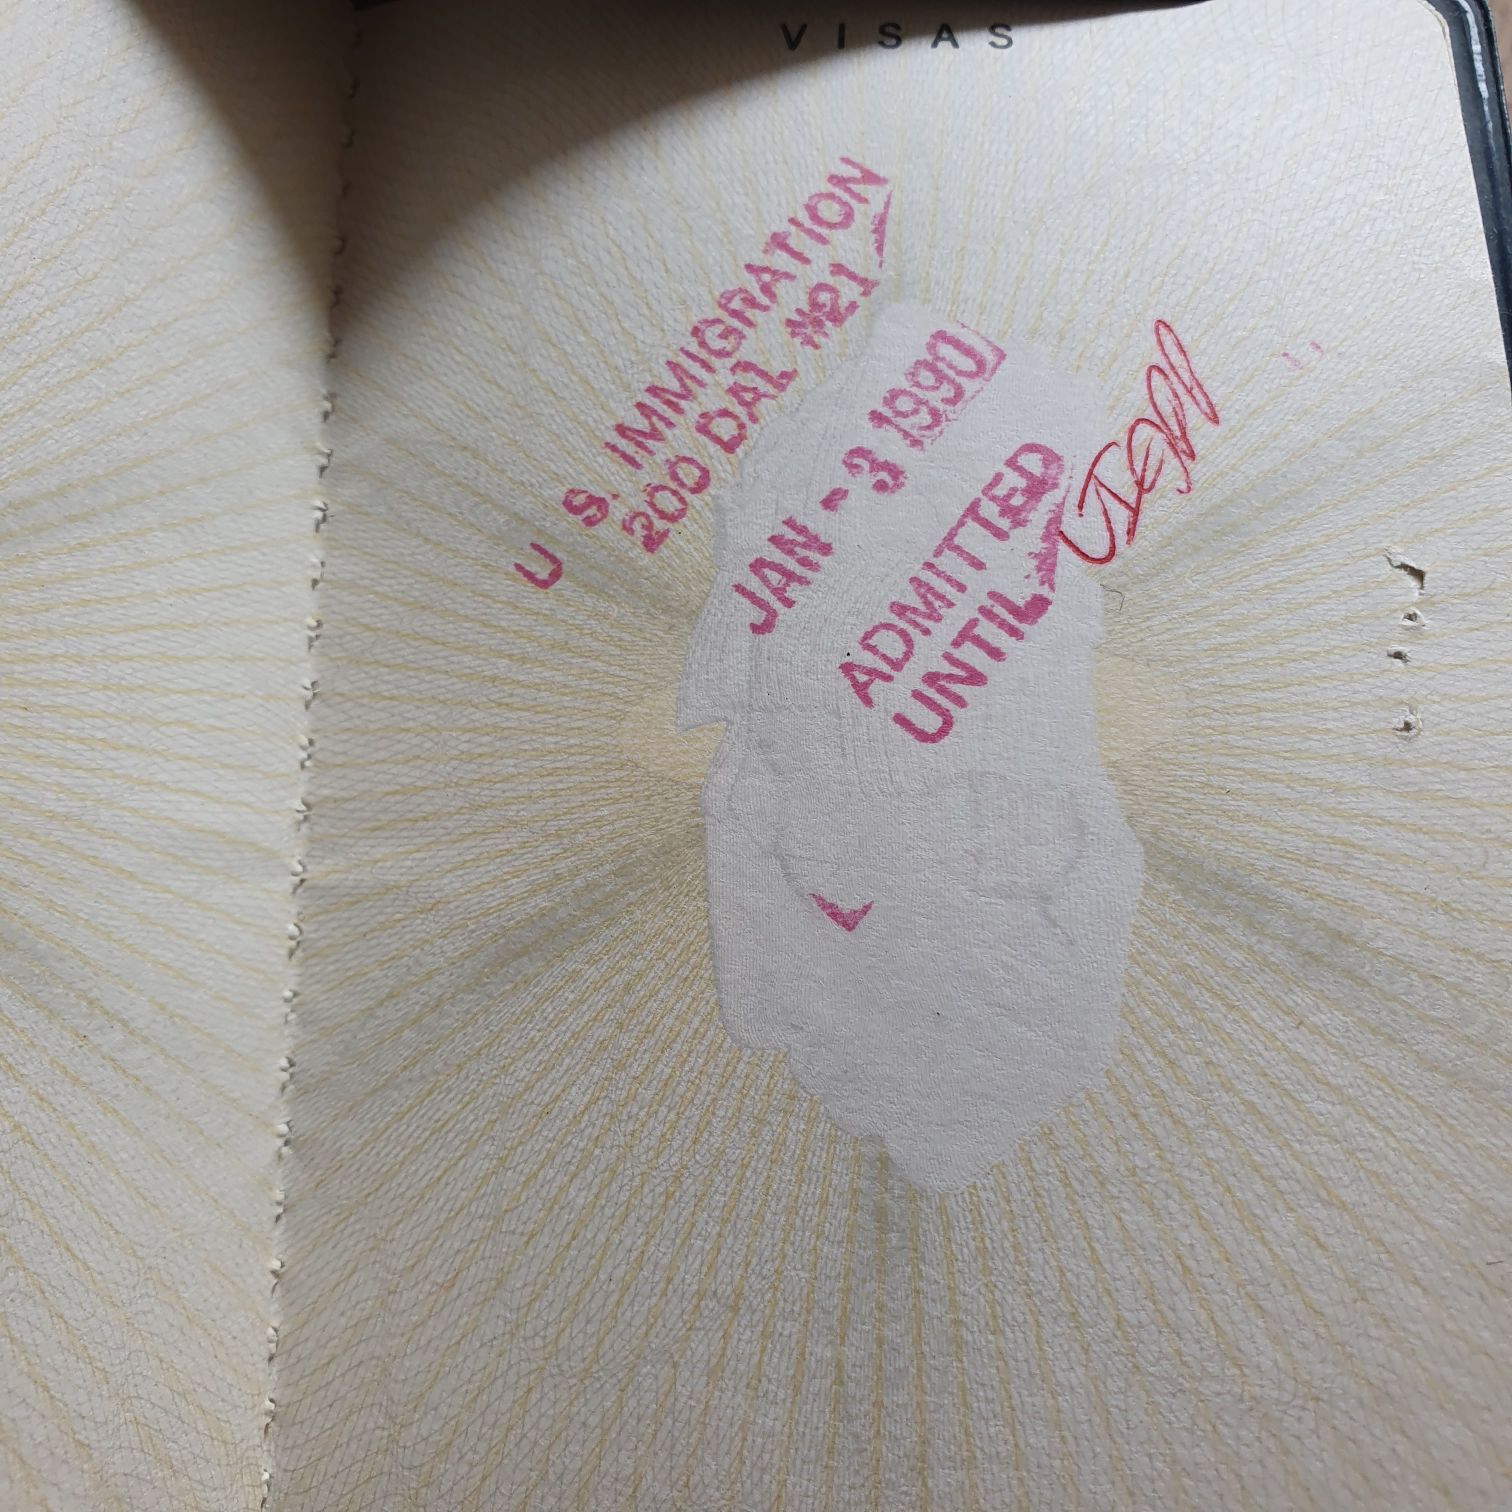 VISAS
U S. IMMIGRATION
200 DAL #21
JAN - 3 1990
ADMITTED
UNTIL